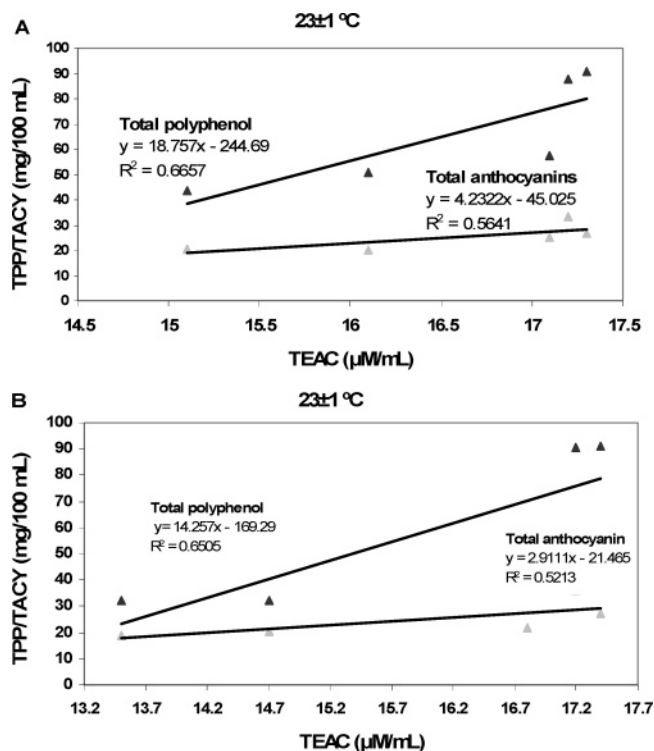 A
23±1 ºC
TPP/TACY (mg/100 mL)
100
90
80
70
60
50
40
30
20
10
0
Total polyphenol
y = 18.757x - 244.69
R² = 0.6657
Total anthocyanins
y = 4.2322x - 45.025
R² = 0.5641
14.5 15 15.5 16 16.5 17 17.5
TEAC (µM/mL)
B
23±1 ºC
TPP/TACY (mg/100 mL)
100
90
80
70
60
50
40
30
20
10
0
Total polyphenol
y = 14.257x - 169.29
R² = 0.6505
Total anthocyanin
y = 2.9111x - 21.465
R² = 0.5213
13.2 13.7 14.2 14.7 15.2 15.7 16.2 16.7 17.2 17.7
TEAC (µM/mL)